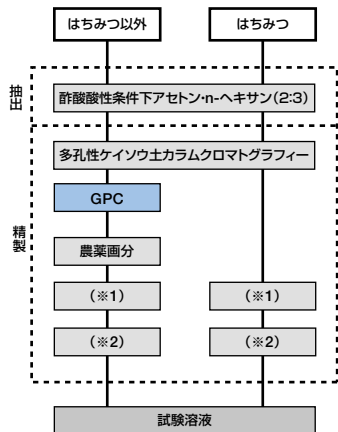 はちみつ以外 はちみつ
抽出
酢酸酸性条件下アセトン・n-ヘキサン(2:3)
多孔性ケイソウ土カラムクロマトグラフィー
GPC
精製
農薬画分
(※1) (※1)
(※2) (※2)
試験溶液